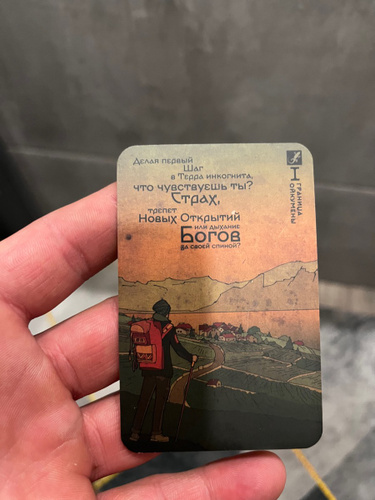 Делая первый
Шаг
в Терра инкогнита,
что чувствуешь ты?
Страх,
трепет
Новых Открытий
или дыхание
Богов
за своей спиной?
I
Граница
Ойкумены